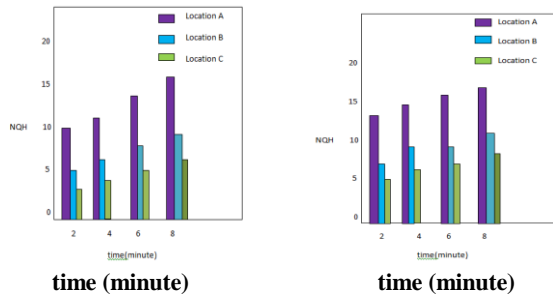 Location A
Location B
Location C
20
15
NQH
10
5
0
2 4 6 8
time(minute)
time (minute)
Location A
Location B
Location C
20
15
NQH
10
5
0
2 4 6 8
time(minute)
time (minute)